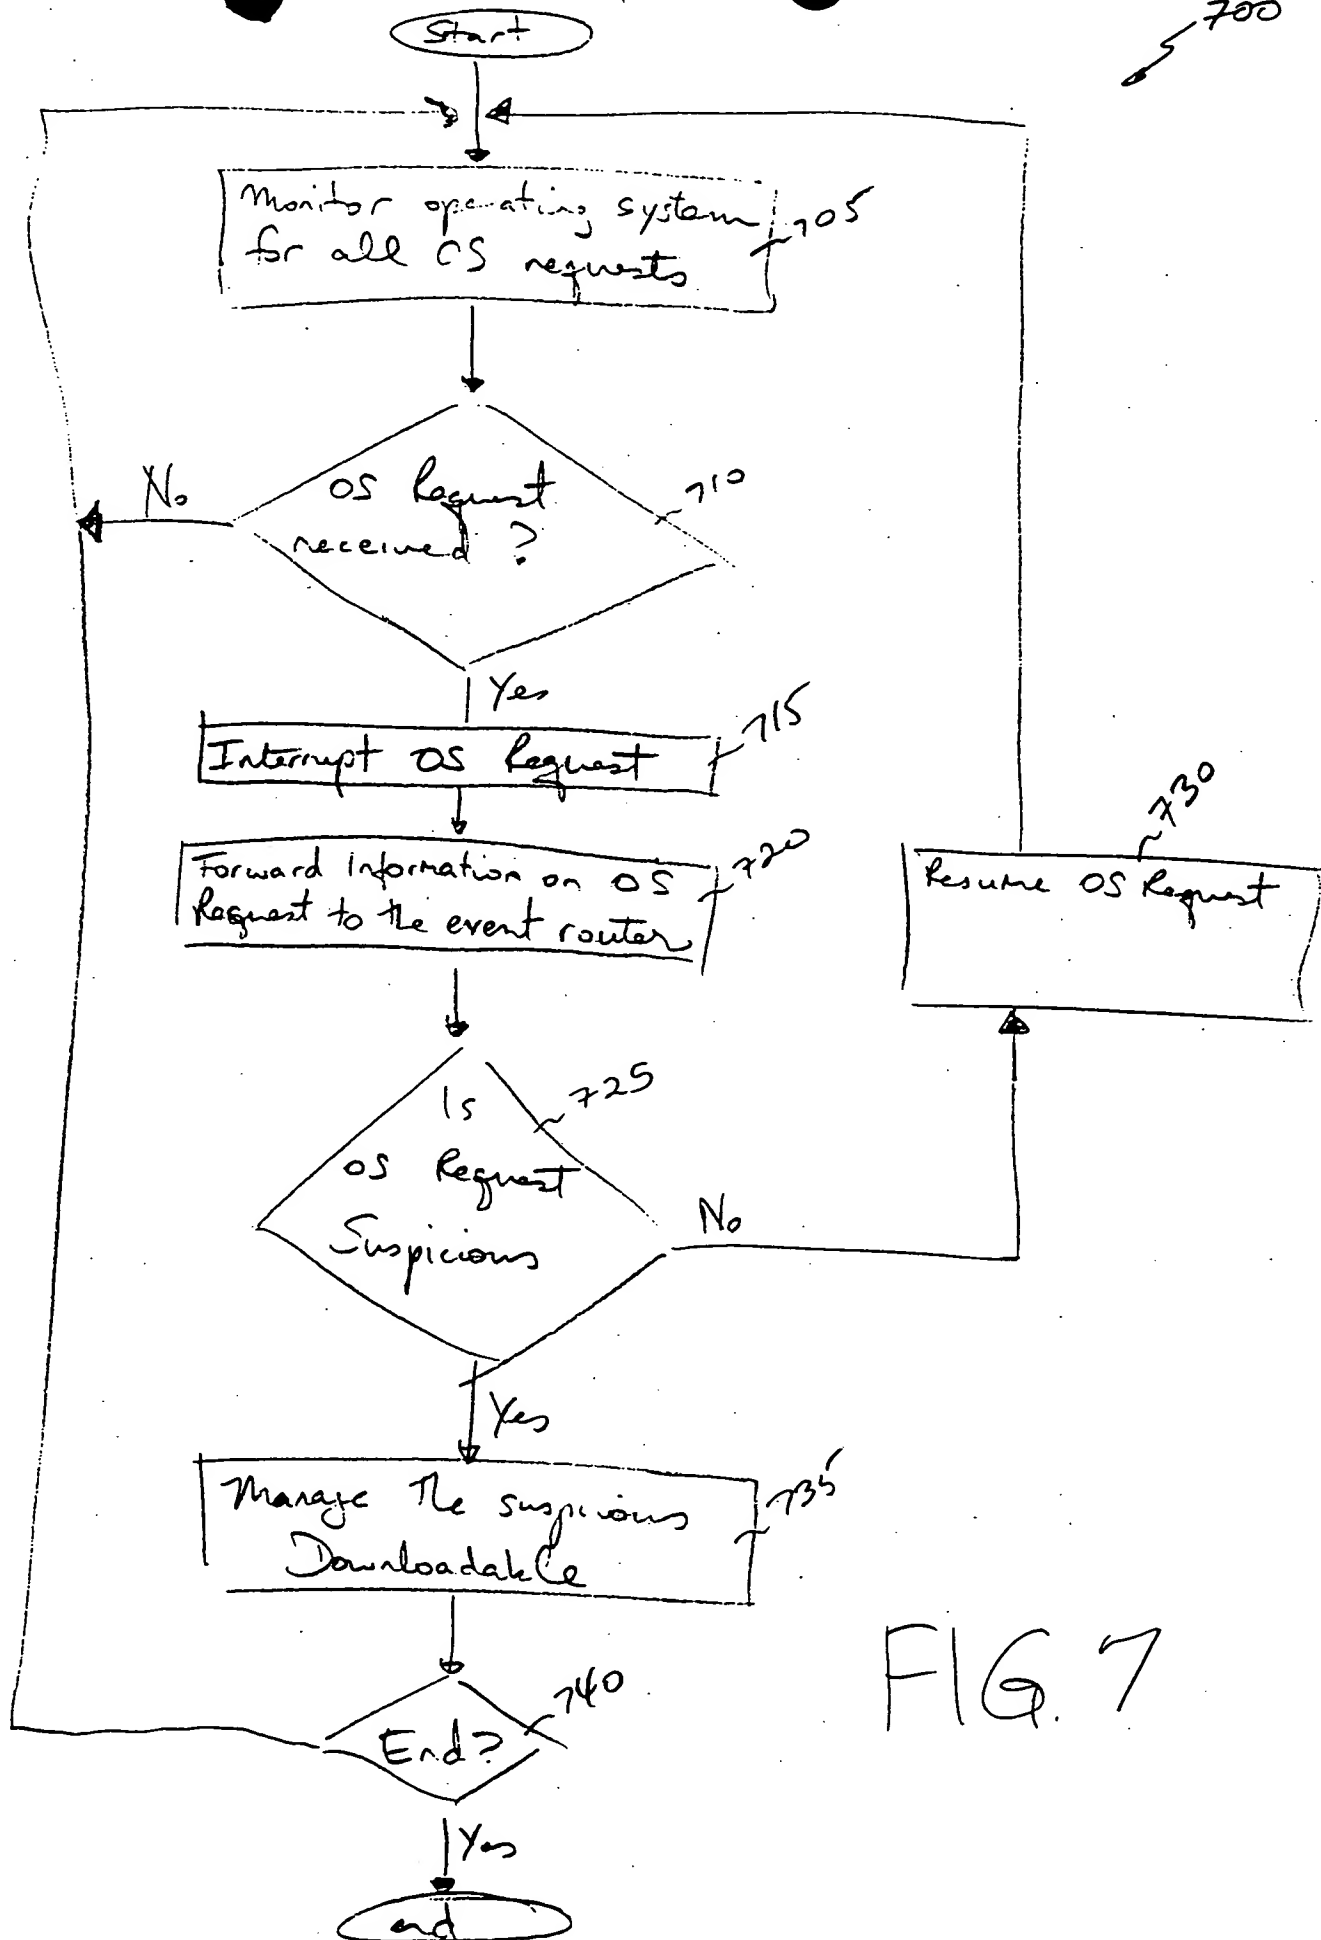 700
Start
Monitor operating system
for all OS requests
705
OS Request
received ?
710
No
Yes
Interrupt OS Request
715
Forward Information on OS
Request to the event router
720
Resume OS Request
730
Is
OS Request
Suspicious
725
No
Yes
Manage the suspicious
Downloadable
735
End?
740
Yes
end
FIG. 7